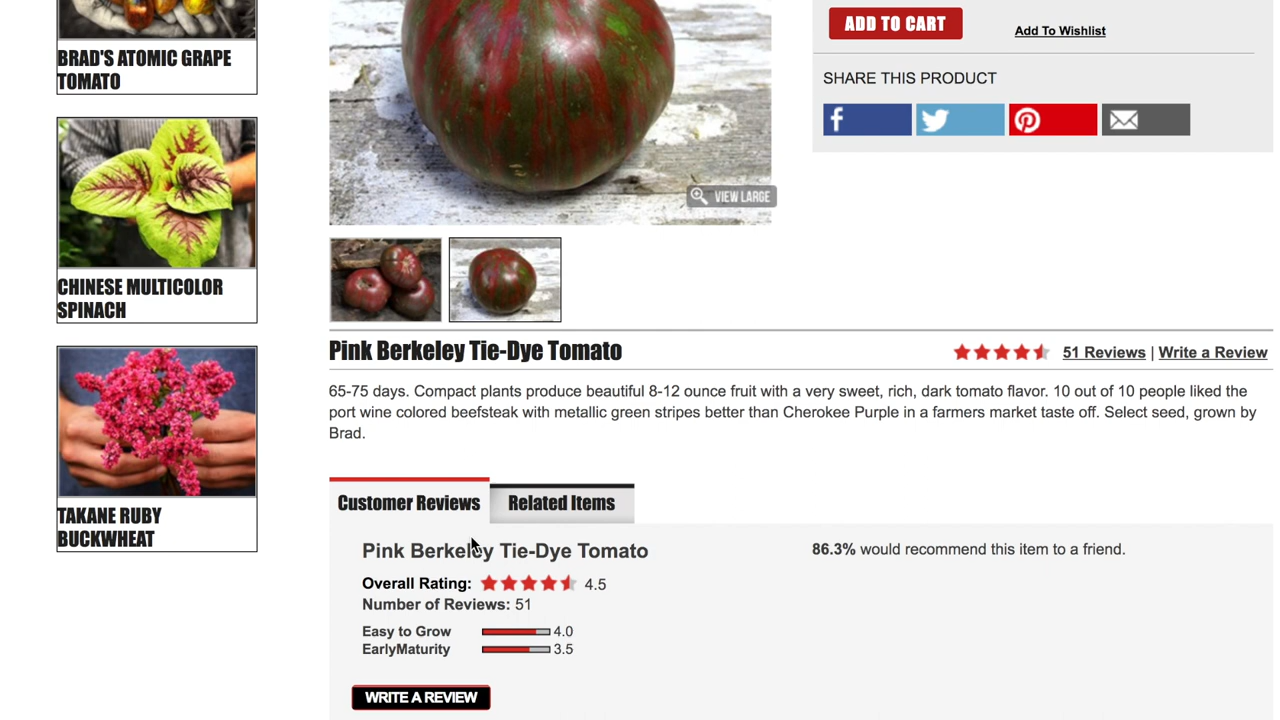 BRAD'S ATOMIC GRAPE
TOMATO
CHINESE MULTICOLOR
SPINACH
TAKANE RUBY
BUCKWHEAT
VIEW LARGE
ADD TO CART
Add To Wishlist
SHARE THIS PRODUCT
Pink Berkeley Tie-Dye Tomato
51 Reviews | Write a Review
65-75 days. Compact plants produce beautiful 8-12 ounce fruit with a very sweet, rich, dark tomato flavor. 10 out of 10 people liked the
port wine colored beefsteak with metallic green stripes better than Cherokee Purple in a farmers market taste off. Select seed, grown by
Brad.
Customer Reviews
Related Items
Pink Berkeley Tie-Dye Tomato
Overall Rating: 4.5
Number of Reviews: 51
Easy to Grow 4.0
EarlyMaturity 3.5
WRITE A REVIEW
86.3% would recommend this item to a friend.